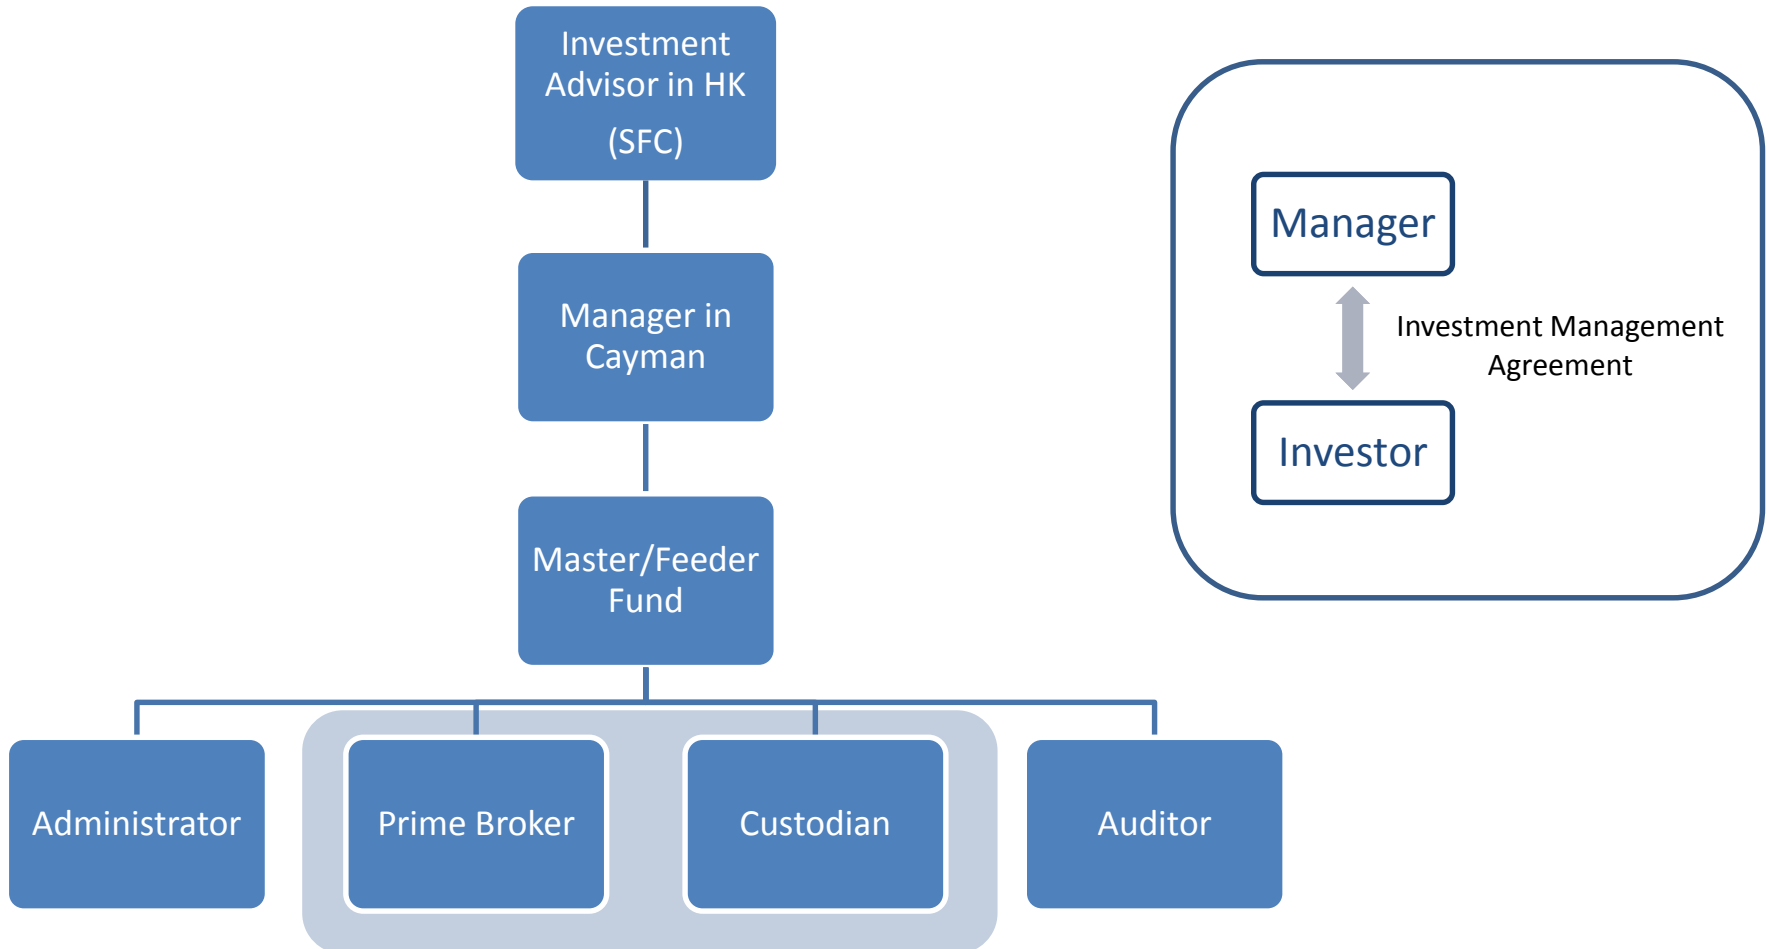 Investment
Advisor in HK
(SFC)
Manager in
Cayman
Master/Feeder
Fund
Administrator
Prime Broker
Custodian
Auditor
Manager
Investment Management
Agreement
Investor